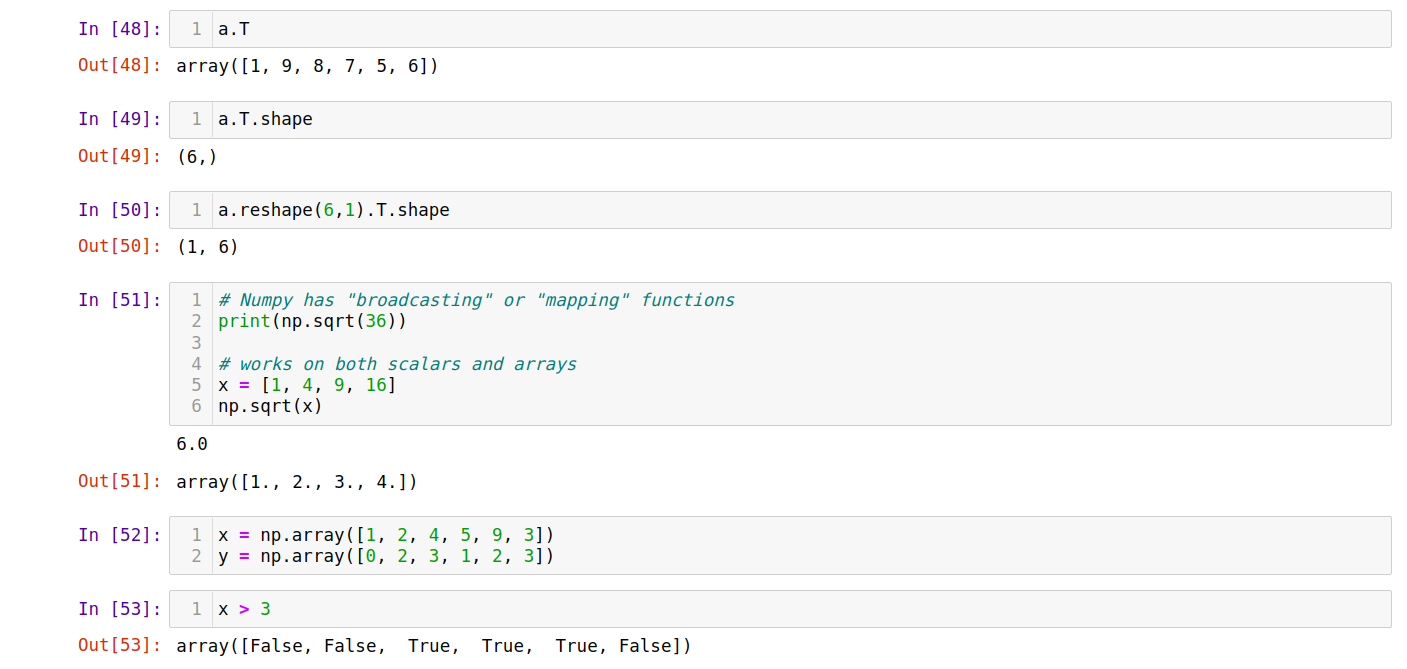 In [48]: 1 a.T
Out[48]: array([1, 9, 8, 7, 5, 6])
In [49]: 1 a.T.shape
Out[49]: (6,)
In [50]: 1 a.reshape(6,1).T.shape
Out[50]: (1, 6)
In [51]: 1 # Numpy has "broadcasting" or "mapping" functions
2 print(np.sqrt(36))
3
4 # works on both scalars and arrays
5 x = [1, 4, 9, 16]
6 np.sqrt(x)
6.0
Out[51]: array([1., 2., 3., 4.])
In [52]: 1 x = np.array([1, 2, 4, 5, 9, 3])
2 y = np.array([0, 2, 3, 1, 2, 3])
In [53]: 1 x > 3
Out[53]: array([False, False,  True,  True,  True, False])